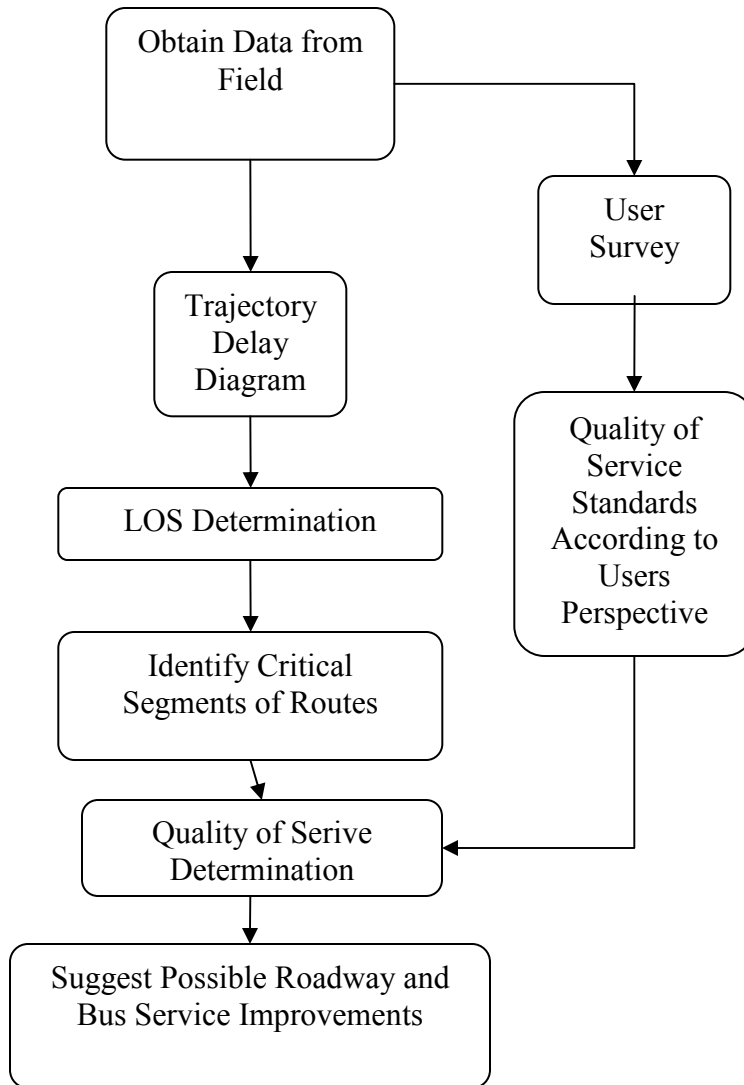 Obtain Data from
Field
User
Survey
Trajectory
Delay
Diagram
LOS Determination
Quality of
Service
Standards
According to
Users
Perspective
Identify Critical
Segments of Routes
Quality of Serive
Determination
Suggest Possible Roadway and
Bus Service Improvements